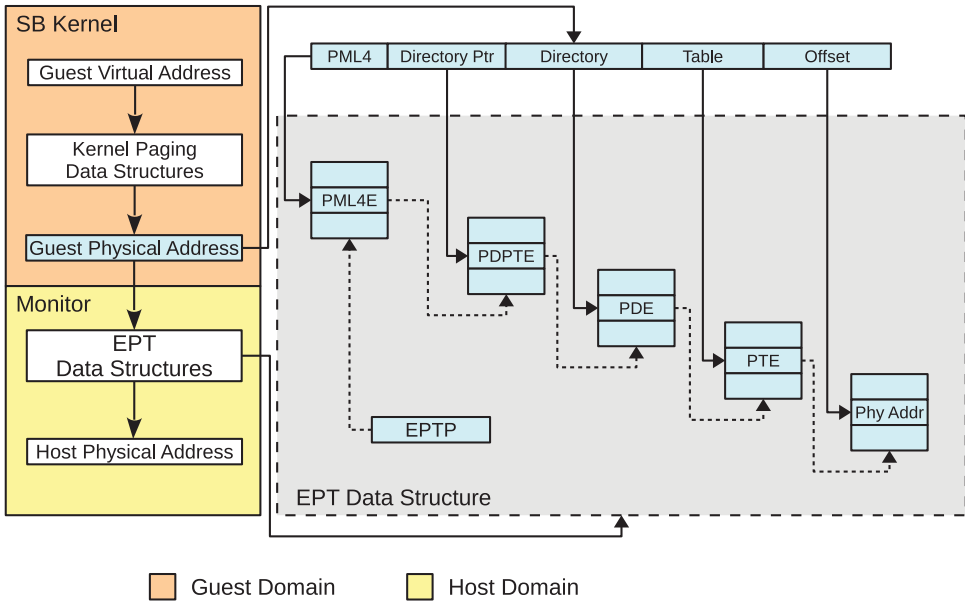 SB Kernel
Guest Virtual Address
Kernel Paging
Data Structures
Guest Physical Address
Monitor
EPT
Data Structures
Host Physical Address
PML4 Directory Ptr Directory Table Offset
PML4E
PDPTE
PDE
PTE
Phy Addr
EPTP
EPT Data Structure
Guest Domain Host Domain